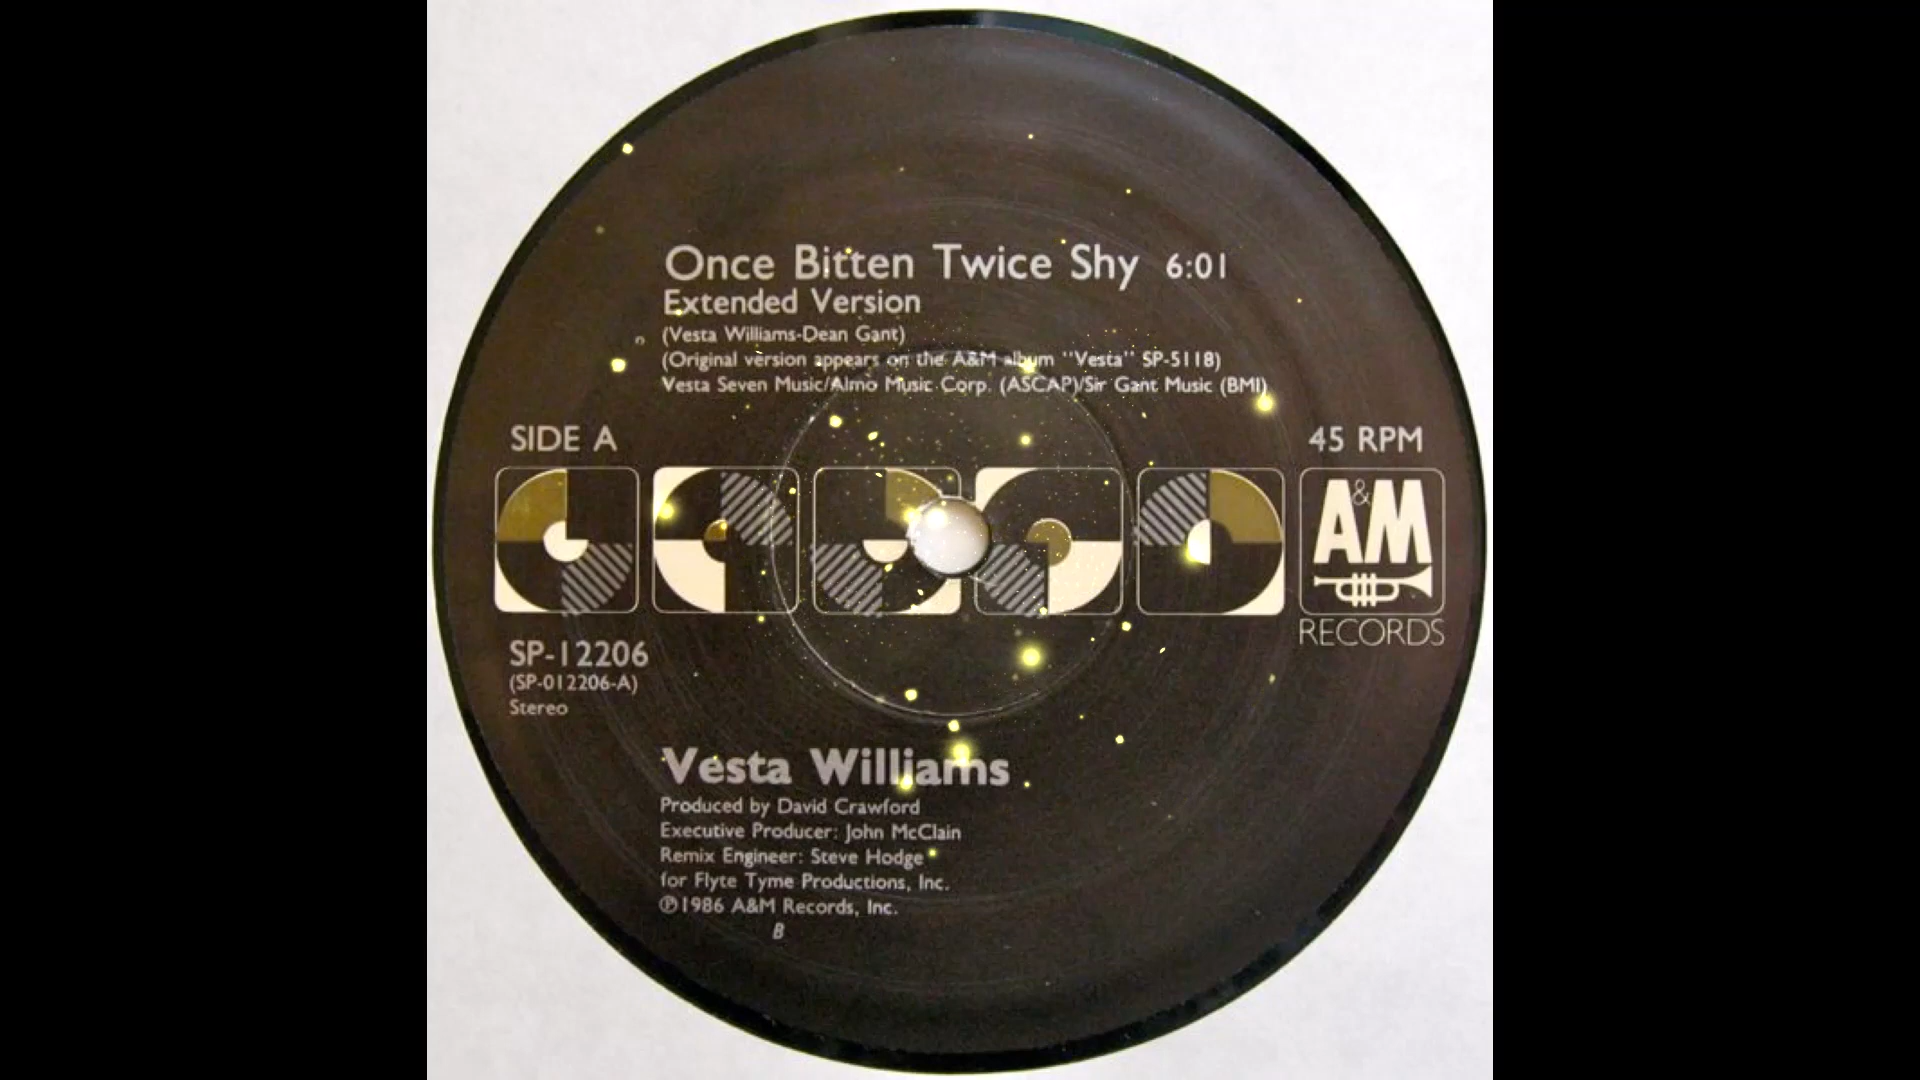 Once Bitten Twice Shy 6:01
Extended Version
(Vesta Williams-Dean Gant)
(Original version appears on the A&M album "Vesta" SP-5118)
Vesta Seven Music/Almo Music Corp. (ASCAP)/Sir Gant Music (BMI)
SIDE A
45 RPM
A&M
RECORDS
SP-12206
(SP-012206-A)
Stereo
Vesta Williams
Produced by David Crawford
Executive Producer: John McClain
Remix Engineer: Steve Hodge
for Flyte Tyme Productions, Inc.
℗1986 A&M Records, Inc.
B